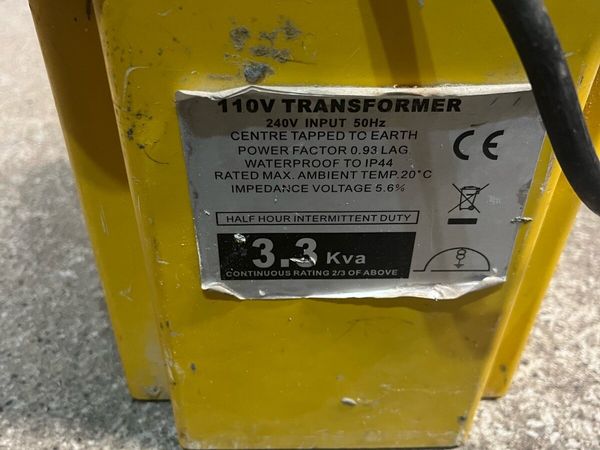 110V TRANSFORMER
240V INPUT 50Hz
CENTRE TAPPED TO EARTH
POWER FACTOR 0.93 LAG
WATERPROOF TO IP44
RATED MAX. AMBIENT TEMP.20°C
IMPEDANCE VOLTAGE 5.6%
CE
HALF HOUR INTERMITTENT DUTY
3.3 Kva
CONTINUOUS RATING 2/3 OF ABOVE